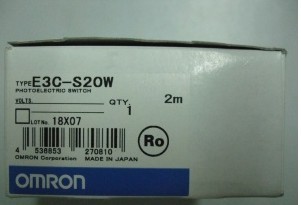 TYPE E3C-S20W
PHOTOELECTRIC SWITCH
VOLTS QTY. 1 2m
LOT No. 18X07
Ro
4 536853 270810
OMRON Corporation MADE IN JAPAN
OMRON